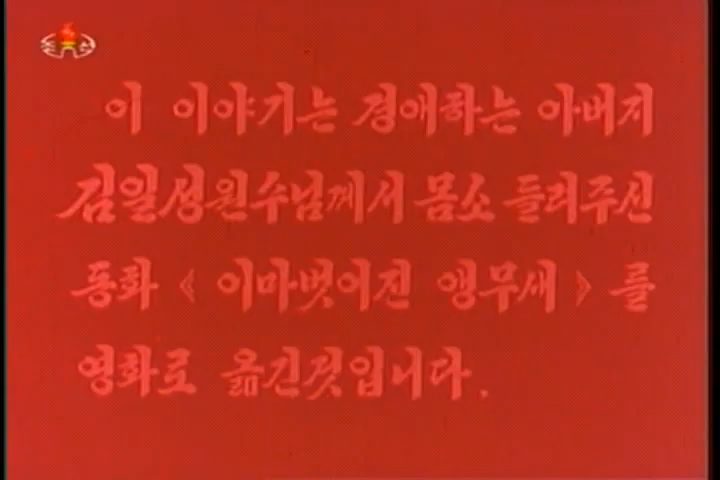 조선
이 이야기는 경애하는 아버지
김일성원수님께서 몸소 들려주신
동화 《이마벗어진 앵무새》를
영화로 옮긴것입니다.